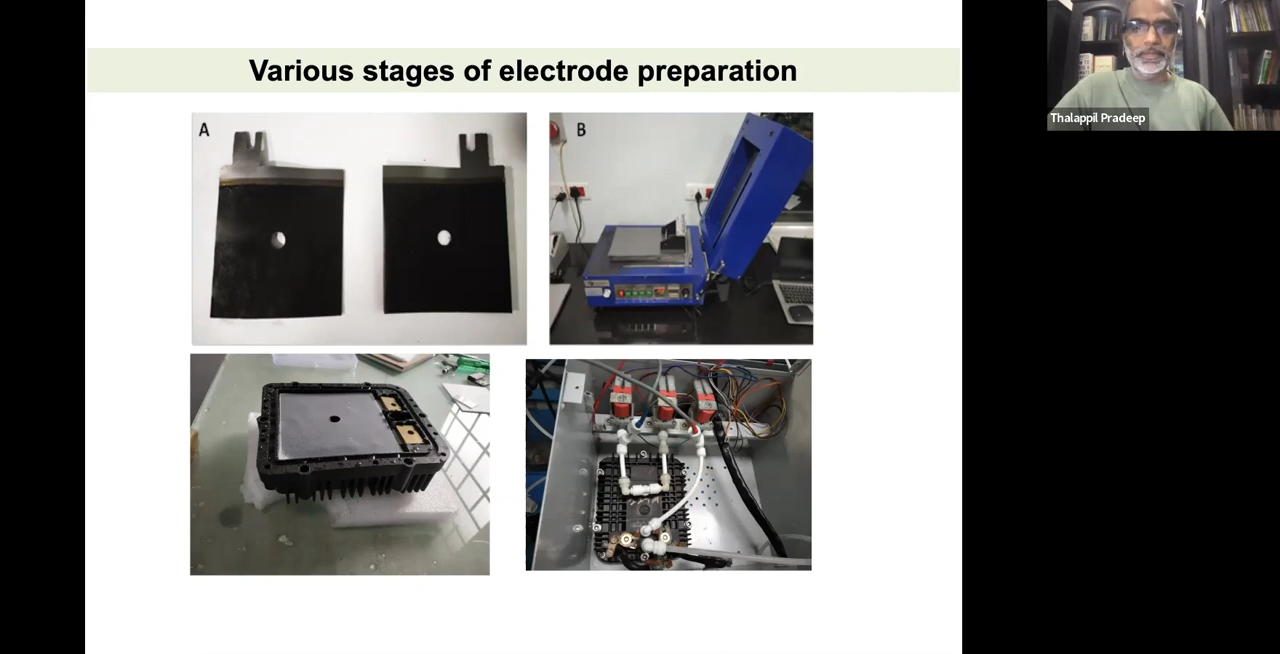 Various stages of electrode preparation
A
B
Thalappil Pradeep